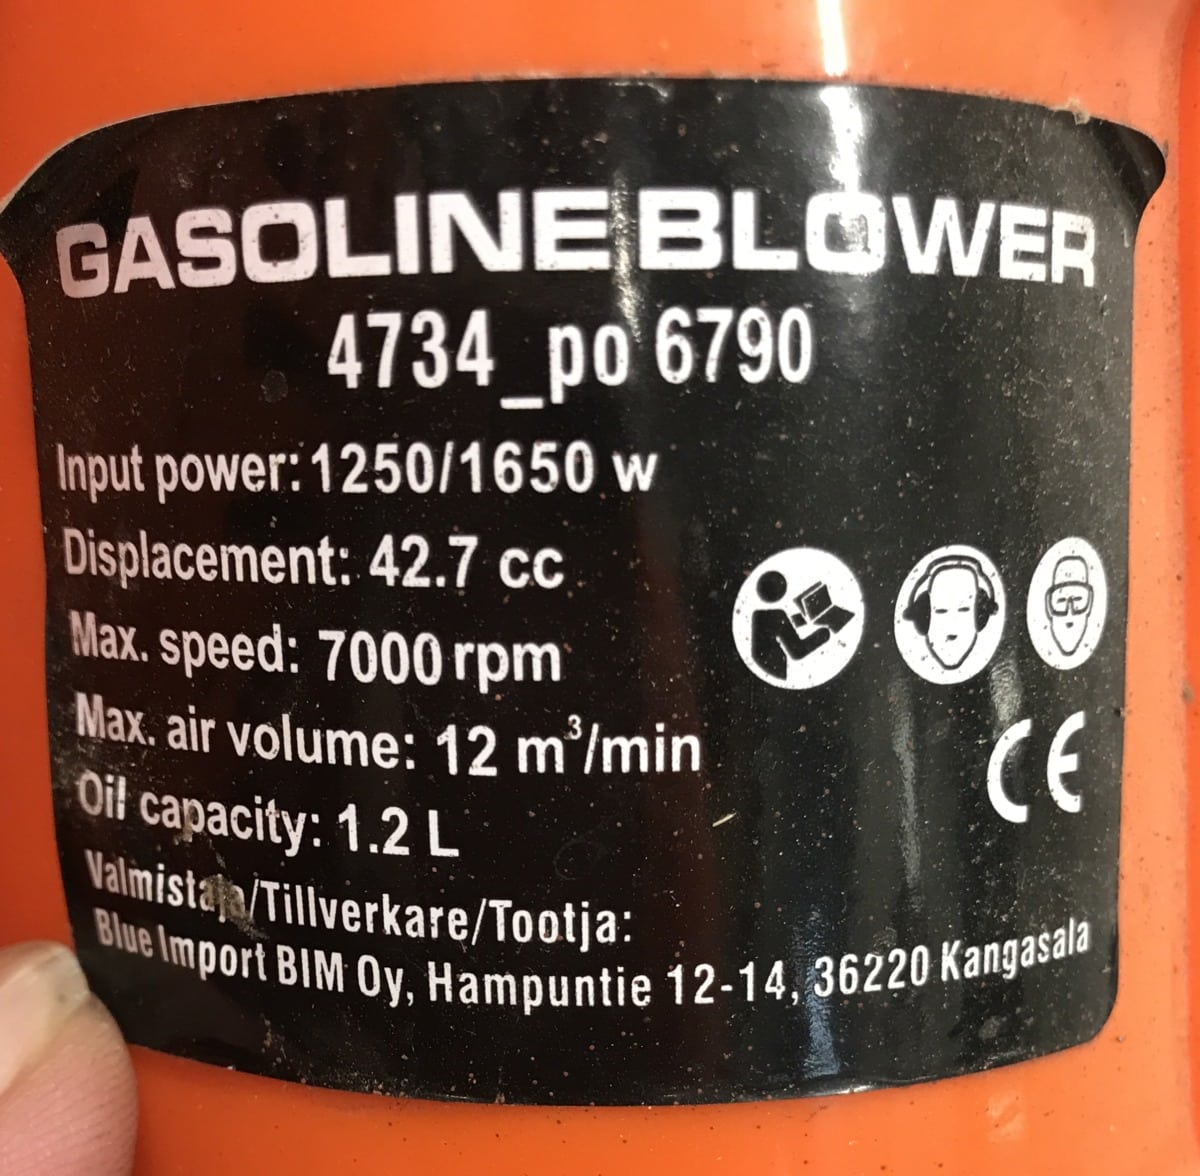 GASOLINE BLOWER
4734_po 6790
Input power: 1250/1650 w
Displacement: 42.7 cc
Max. speed: 7000 rpm
Max. air volume: 12 m³/min
Oil capacity: 1.2 L
Valmistaja/Tillverkare/Tootja:
Blue Import BIM Oy, Hampuntie 12-14, 36220 Kangasala
CE